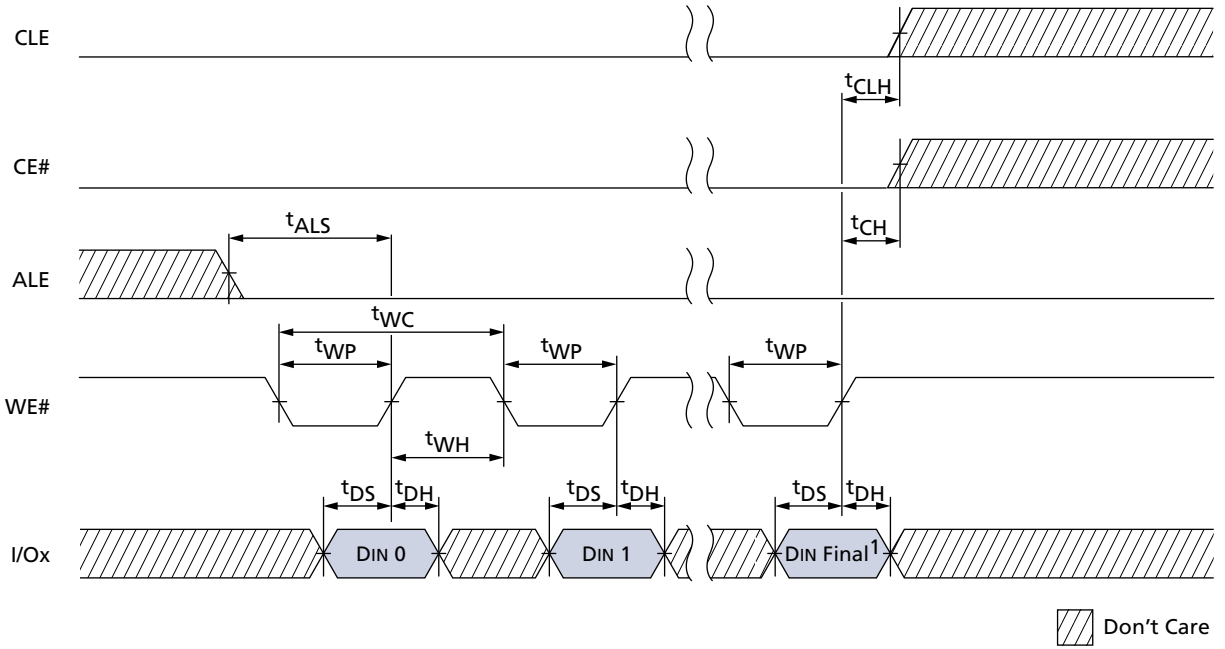 CLE
tCLH
CE#
tCH
tALS
ALE
tWC
tWP
tWP
tWP
WE#
tWH
tDS
tDH
tDS
tDH
tDS
tDH
I/Ox
DIN 0
DIN 1
DIN Final1
Don't Care